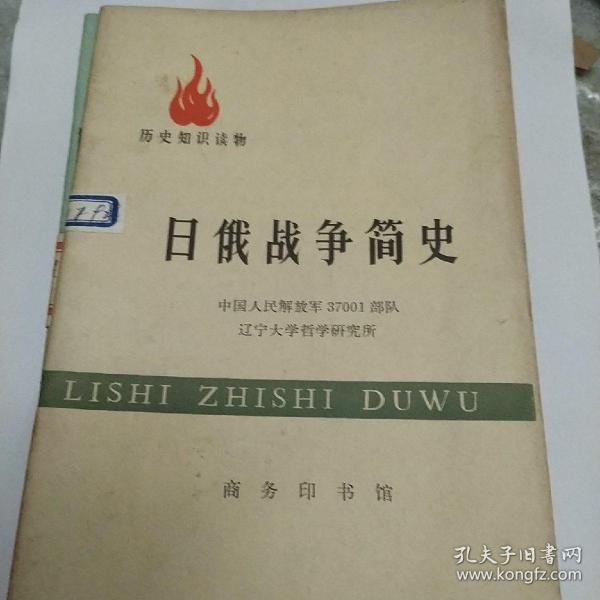 历史知识读物
日俄战争简史
中国人民解放军37001部队
辽宁大学哲学研究所
LISHI ZHISHI DUWU
商务印书馆
孔夫子旧书网
www.kongfz.com